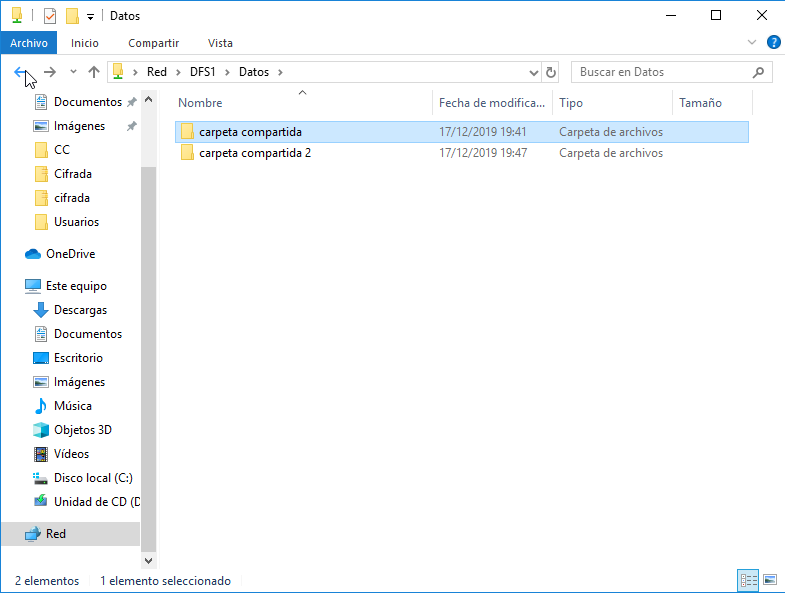 Datos
Archivo Inicio Compartir Vista
Red DFS1 Datos Buscar en Datos
Nombre Fecha de modifica... Tipo Tamaño
carpeta compartida 17/12/2019 19:41 Carpeta de archivos
carpeta compartida 2 17/12/2019 19:47 Carpeta de archivos
Documentos
Imágenes
CC
Cifrada
cifrada
Usuarios
OneDrive
Este equipo
Descargas
Documentos
Escritorio
Imágenes
Música
Objetos 3D
Vídeos
Disco local (C:)
Unidad de CD (D
Red
2 elementos 1 elemento seleccionado